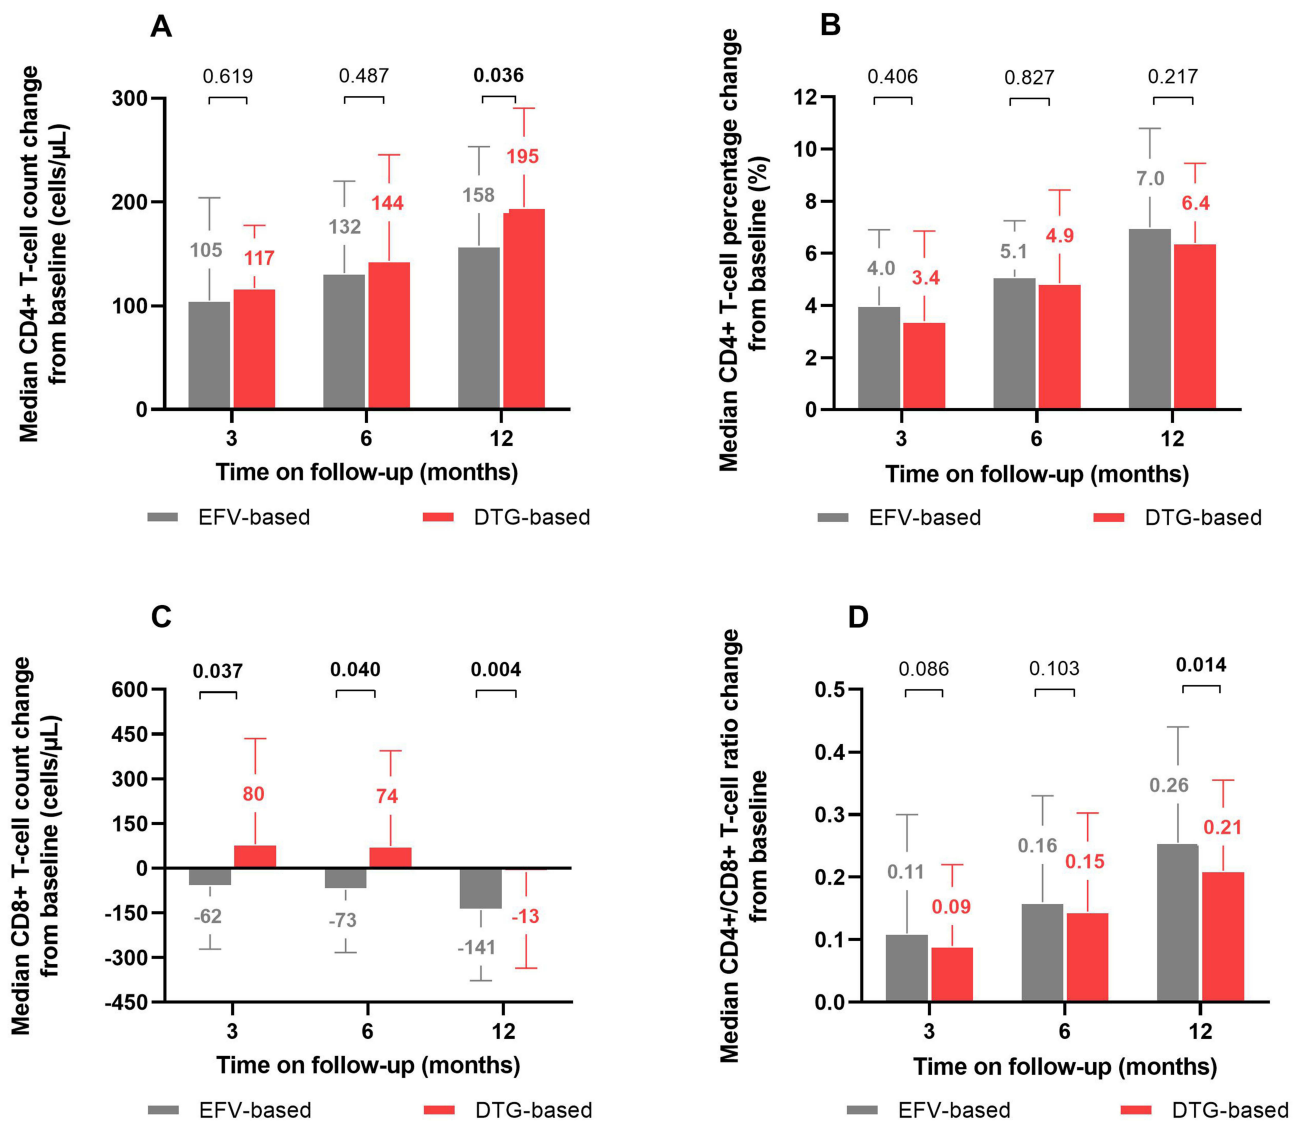 A
Median CD4+ T-cell count change
from baseline (cells/µL)
0.619 0.487 0.036
300
200
100
0
105 117 132 144 158 195
3 6 12
Time on follow-up (months)
EFV-based DTG-based
B
Median CD4+ T-cell percentage change
from baseline (%)
0.406 0.827 0.217
12
10
8
6
4
2
0
4.0 3.4 5.1 4.9 7.0 6.4
3 6 12
Time on follow-up (months)
EFV-based DTG-based
C
Median CD8+ T-cell count change
from baseline (cells/µL)
0.037 0.040 0.004
600
450
300
150
0
-150
-300
-450
-62 80 -73 74 -141 -13
3 6 12
Time on follow-up (months)
EFV-based DTG-based
D
Median CD4+/CD8+ T-cell ratio change
from baseline
0.086 0.103 0.014
0.5
0.4
0.3
0.2
0.1
0.0
0.11 0.09 0.16 0.15 0.26 0.21
3 6 12
Time on follow-up (months)
EFV-based DTG-based